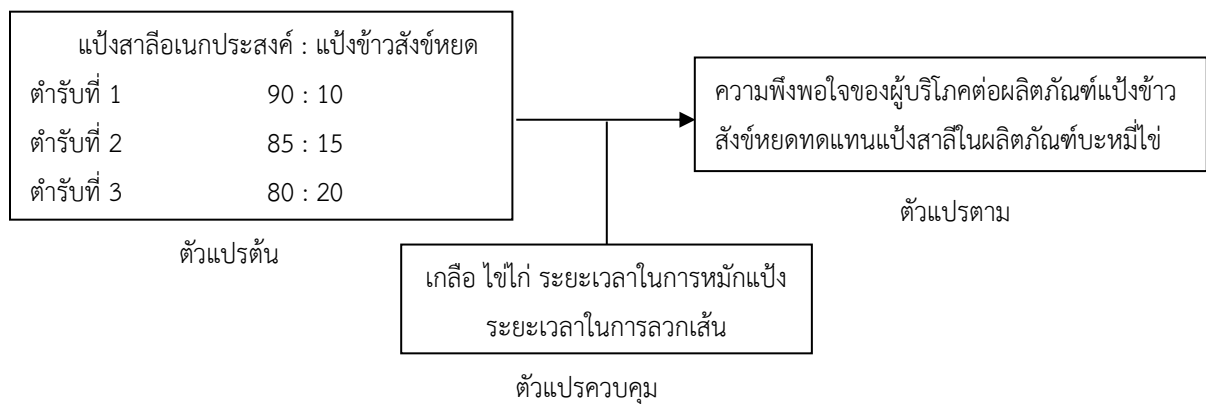 แป้งสาลีอเนกประสงค์ : แป้งข้าวสังข์หยด
ตำรับที่ 1 90 : 10
ตำรับที่ 2 85 : 15
ตำรับที่ 3 80 : 20
ตัวแปรต้น
ความพึงพอใจของผู้บริโภคต่อผลิตภัณฑ์แป้งข้าว
สังข์หยดทดแทนแป้งสาลีในผลิตภัณฑ์บะหมี่ไข่
ตัวแปรตาม
เกลือ ไข่ไก่ ระยะเวลาในการหมักแป้ง
ระยะเวลาในการลวกเส้น
ตัวแปรควบคุม